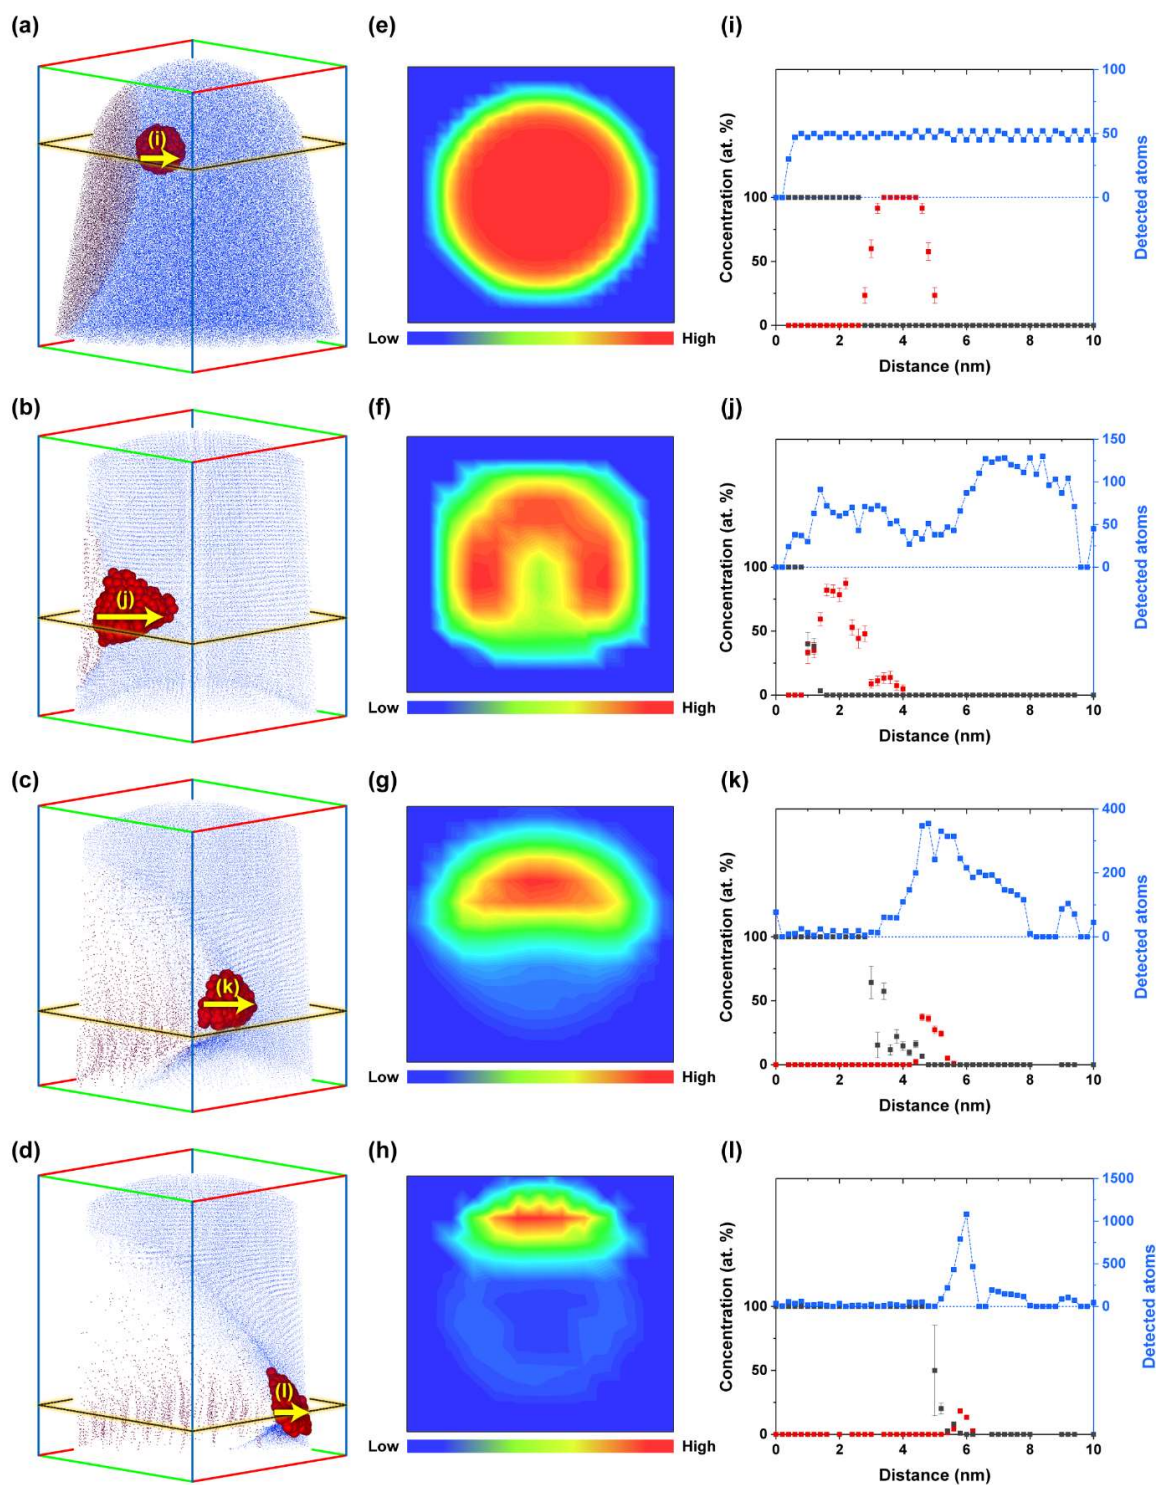 (a)
(i)
(e)
Low High
(i)
Concentration (at. %)
100
50
0
100
50
0
Detected atoms
0 2 4 6 8 10
Distance (nm)
(b)
(j)
(f)
Low High
(j)
Concentration (at. %)
100
50
0
150
100
50
0
Detected atoms
0 2 4 6 8 10
Distance (nm)
(c)
(k)
(g)
Low High
(k)
Concentration (at. %)
100
50
0
400
200
0
Detected atoms
0 2 4 6 8 10
Distance (nm)
(d)
(l)
(h)
Low High
(l)
Concentration (at. %)
100
50
0
1500
1000
500
0
Detected atoms
0 2 4 6 8 10
Distance (nm)